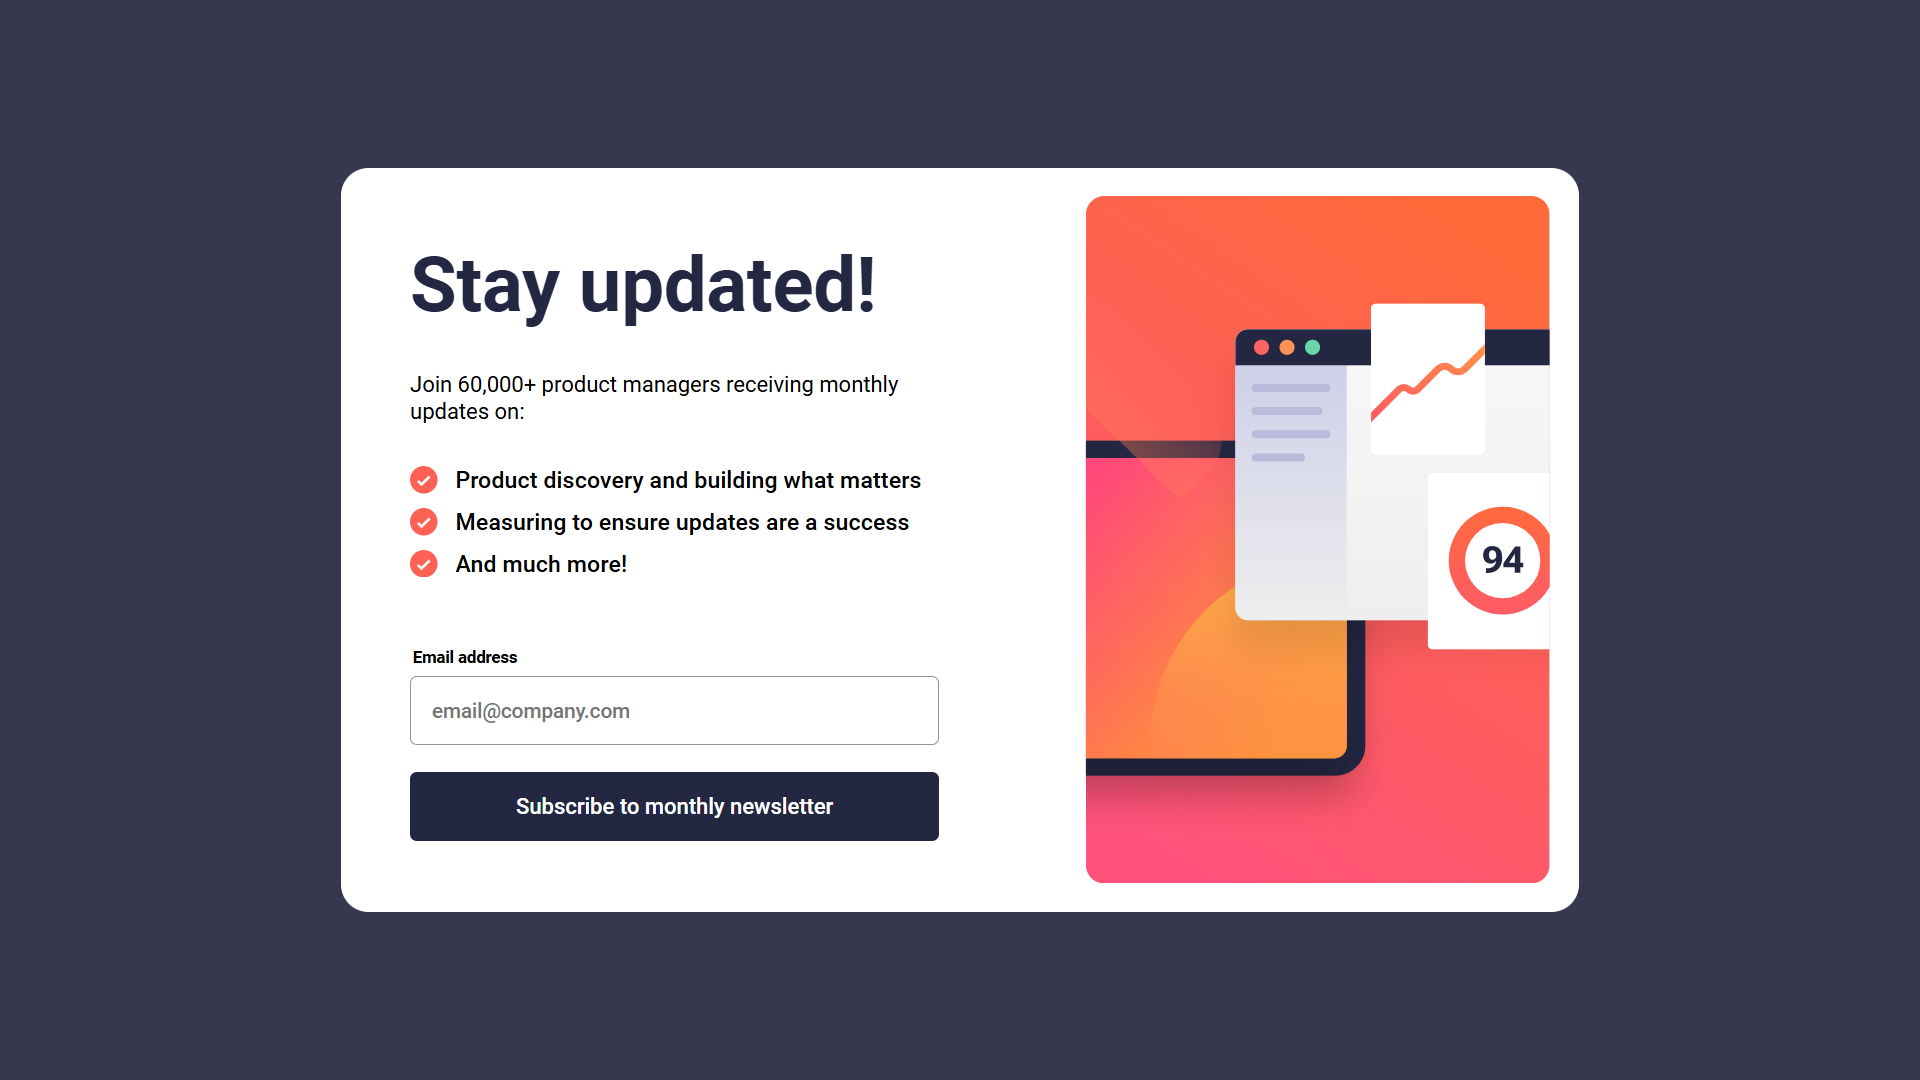 Stay updated!
Join 60,000+ product managers receiving monthly
updates on:
Product discovery and building what matters
Measuring to ensure updates are a success
And much more!
Email address
email@company.com
Subscribe to monthly newsletter
94